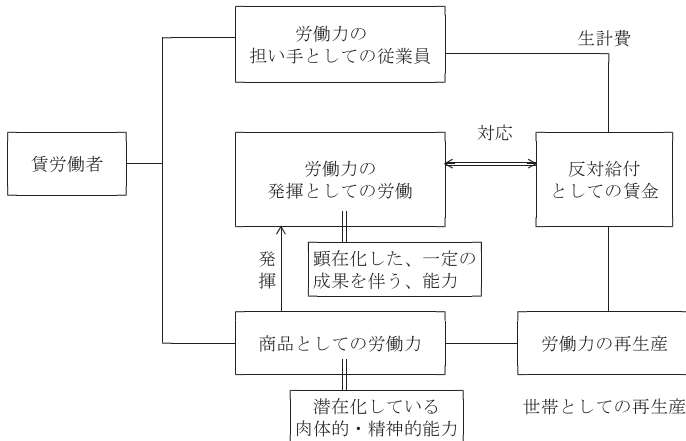 労働力の
担い手としての従業員
生計費
賃労働者
労働力の
発揮としての労働
対応
反対給付
としての賃金
発
揮
顕在化した、一定の
成果を伴う、能力
商品としての労働力
労働力の再生産
潜在化している
肉体的・精神的能力
世帯としての再生産